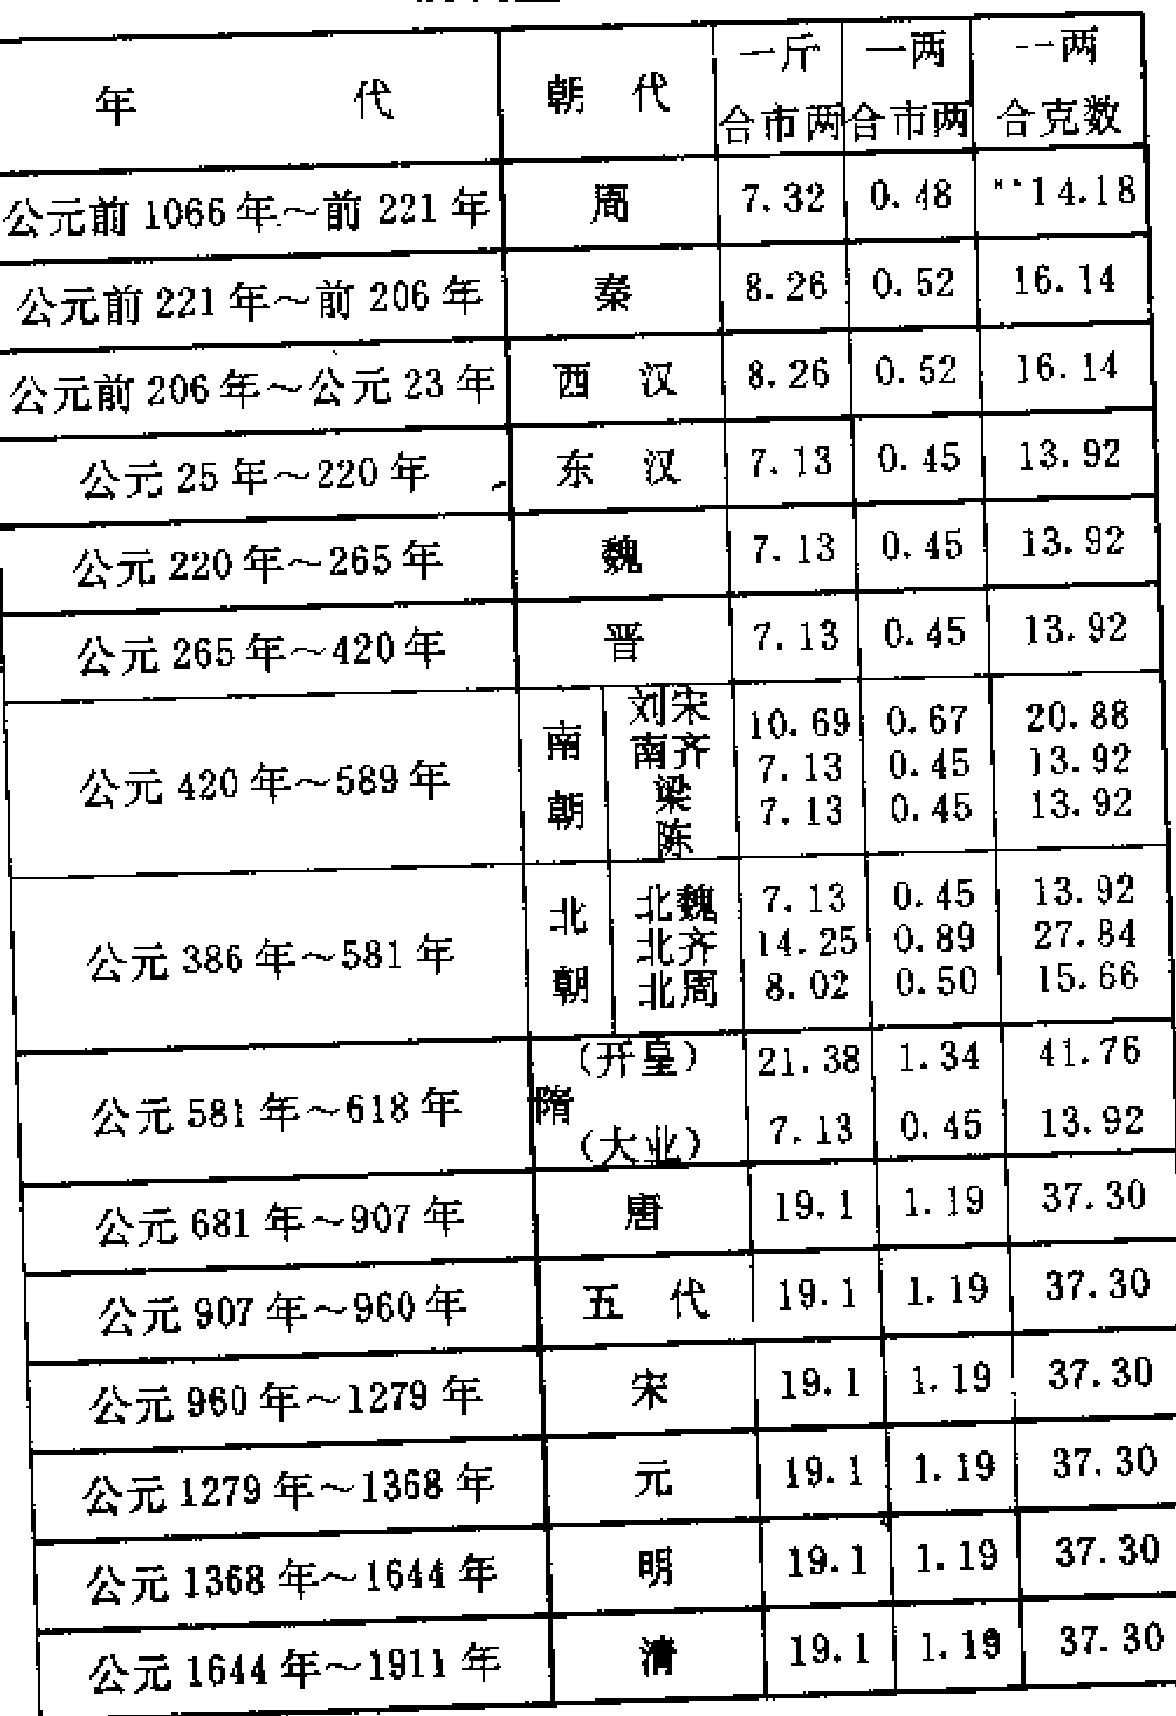 年 代 朝 代 一斤合市两 一两合市两 一两合克数
公元前 1066 年~前 221 年 周 7.32 0.48 14.18
公元前 221 年~前 206 年 秦 8.26 0.52 16.14
公元前 206 年~公元 23 年 西 汉 8.26 0.52 16.14
公元 25 年~220 年 东 汉 7.13 0.45 13.92
公元 220 年~265 年 魏 7.13 0.45 13.92
公元 265 年~420 年 晋 7.13 0.45 13.92
公元 420 年~589 年 南朝
刘宋 10.69 0.67 20.88
南齐 7.13 0.45 13.92
梁 7.13 0.45 13.92
陈
公元 386 年~581 年 北朝
北魏 7.13 0.45 13.92
北齐 14.25 0.89 27.84
北周 8.02 0.50 15.66
公元 581 年~618 年 隋
(开皇) 21.38 1.34 41.76
(大业) 7.13 0.45 13.92
公元 681 年~907 年 唐 19.1 1.19 37.30
公元 907 年~960 年 五 代 19.1 1.19 37.30
公元 960 年~1279 年 宋 19.1 1.19 37.30
公元 1279 年~1368 年 元 19.1 1.19 37.30
公元 1368 年~1644 年 明 19.1 1.19 37.30
公元 1644 年~1911 年 清 19.1 1.19 37.30